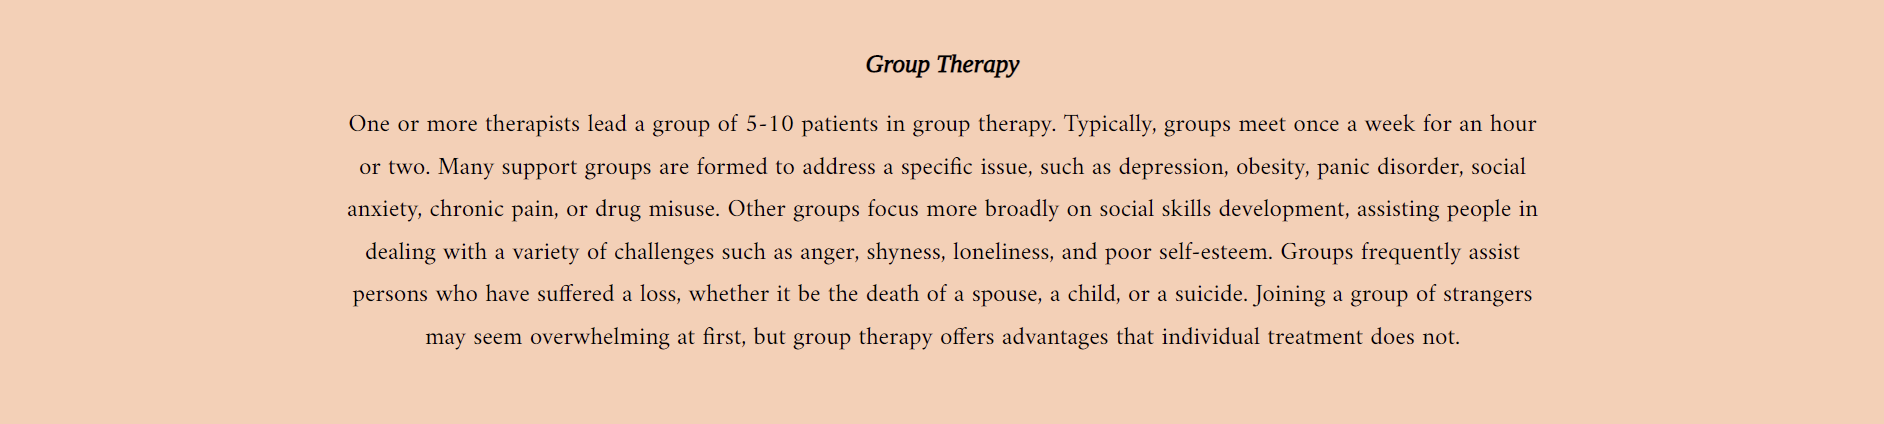 Group Therapy
One or more therapists lead a group of 5-10 patients in group therapy. Typically, groups meet once a week for an hour
or two. Many support groups are formed to address a specific issue, such as depression, obesity, panic disorder, social
anxiety, chronic pain, or drug misuse. Other groups focus more broadly on social skills development, assisting people in
dealing with a variety of challenges such as anger, shyness, loneliness, and poor self-esteem. Groups frequently assist
persons who have suffered a loss, whether it be the death of a spouse, a child, or a suicide. Joining a group of strangers
may seem overwhelming at first, but group therapy offers advantages that individual treatment does not.